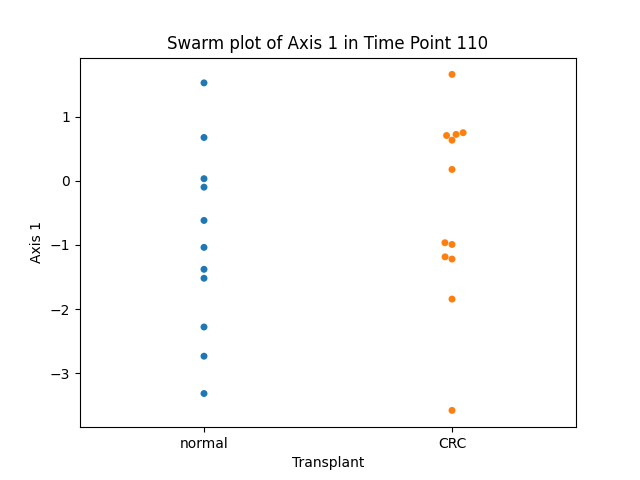 Swarm plot of Axis 1 in Time Point 110
1
0
−1
−2
−3
Axis 1
normal
CRC
Transplant